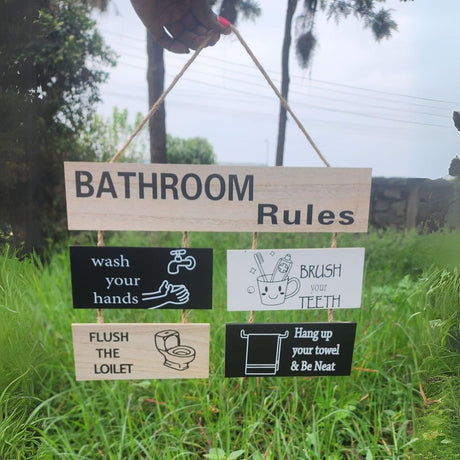 BATHROOM
Rules
wash
your
hands
BRUSH
your
TEETH
FLUSH
THE
LOILET
Hang up
your towel
& Be Neat